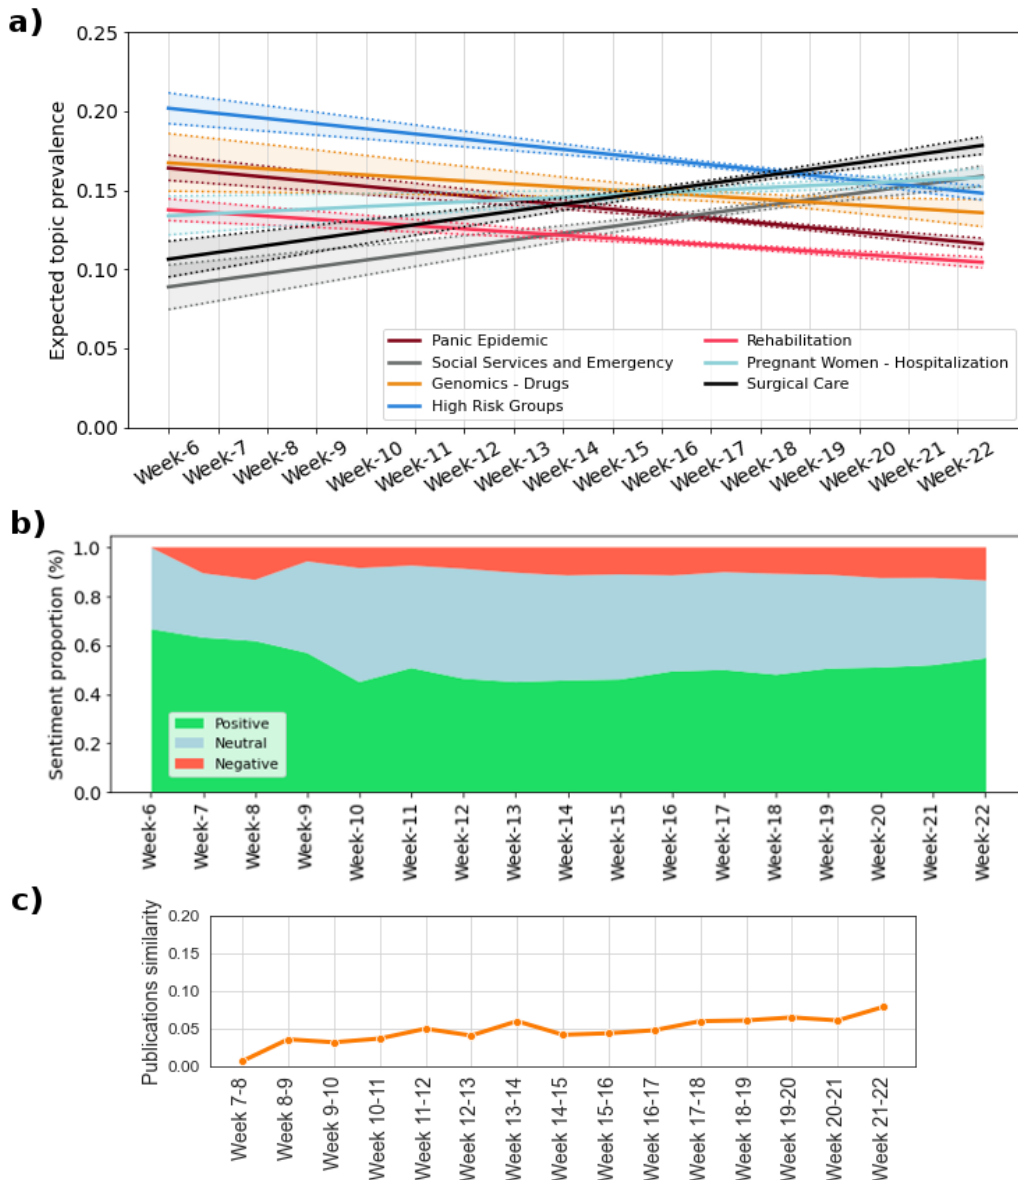 a)
Expected topic prevalence
0.25
0.20
0.15
0.10
0.05
0.00
Panic Epidemic
Social Services and Emergency
Genomics - Drugs
High Risk Groups
Rehabilitation
Pregnant Women - Hospitalization
Surgical Care
Week-6
Week-7
Week-8
Week-9
Week-10
Week-11
Week-12
Week-13
Week-14
Week-15
Week-16
Week-17
Week-18
Week-19
Week-20
Week-21
Week-22
b)
Sentiment proportion (%)
1.0
0.8
0.6
0.4
0.2
0.0
Positive
Neutral
Negative
Week-6
Week-7
Week-8
Week-9
Week-10
Week-11
Week-12
Week-13
Week-14
Week-15
Week-16
Week-17
Week-18
Week-19
Week-20
Week-21
Week-22
c)
Publications similarity
0.20
0.15
0.10
0.05
0.00
Week 7-8
Week 8-9
Week 9-10
Week 10-11
Week 11-12
Week 12-13
Week 13-14
Week 14-15
Week 15-16
Week 16-17
Week 17-18
Week 18-19
Week 19-20
Week 20-21
Week 21-22